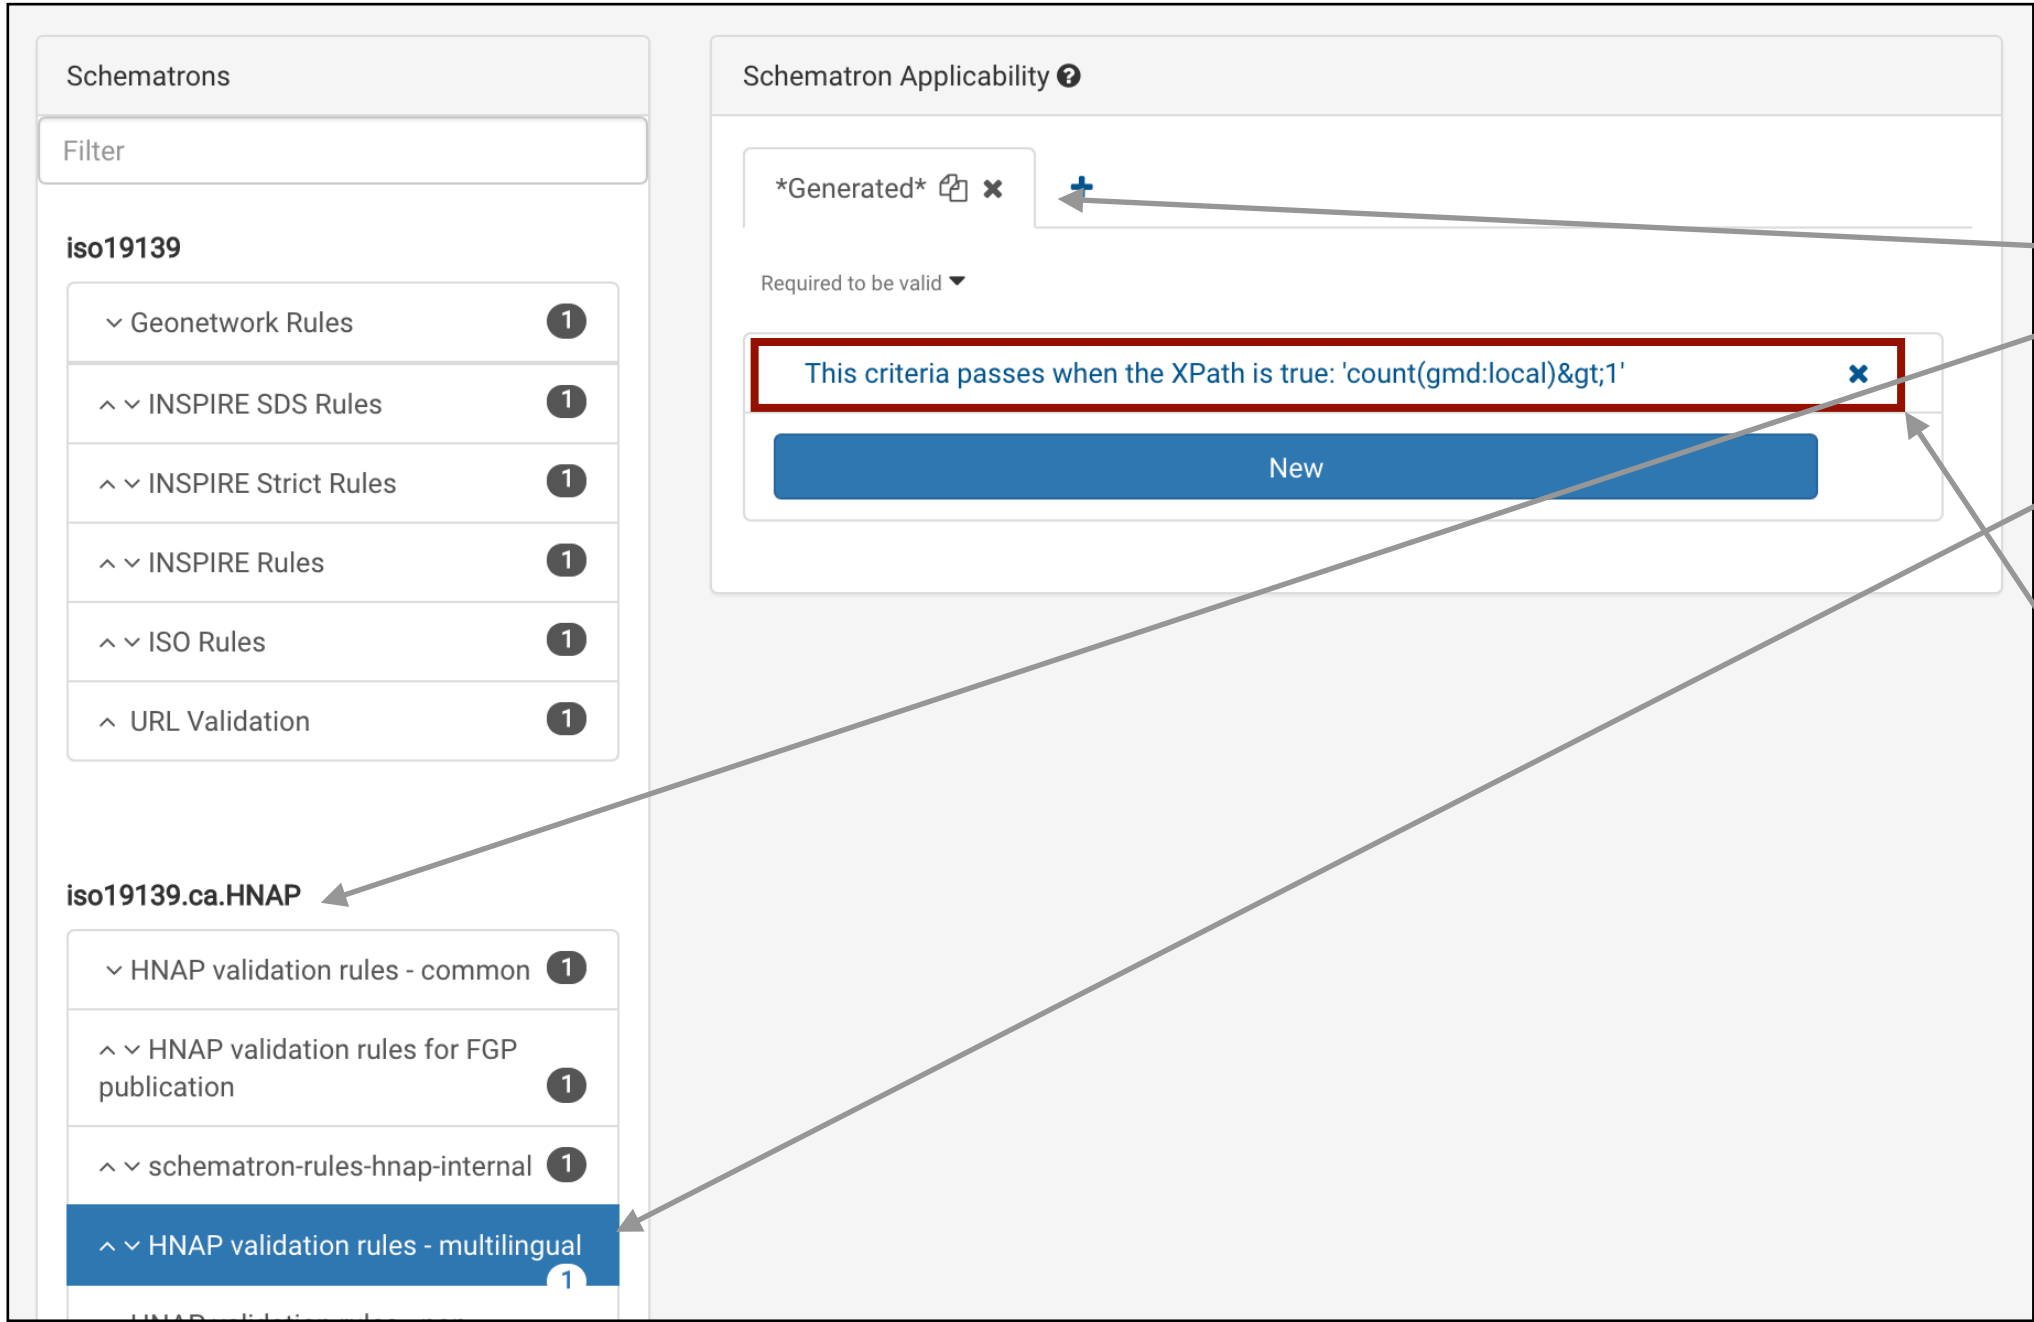 Schematrons
Filter
iso19139
Geonetwork Rules 1
INSPIRE SDS Rules 1
INSPIRE Strict Rules 1
INSPIRE Rules 1
ISO Rules 1
URL Validation 1
iso19139.ca.HNAP
HNAP validation rules - common 1
HNAP validation rules for FGP
publication 1
schematron-rules-hnap-internal 1
HNAP validation rules - multilingual
1
HNAP validation rules
Schematron Applicability ?
*Generated*
Required to be valid
This criteria passes when the XPath is true: 'count(gmd:local)&gt;1'
New